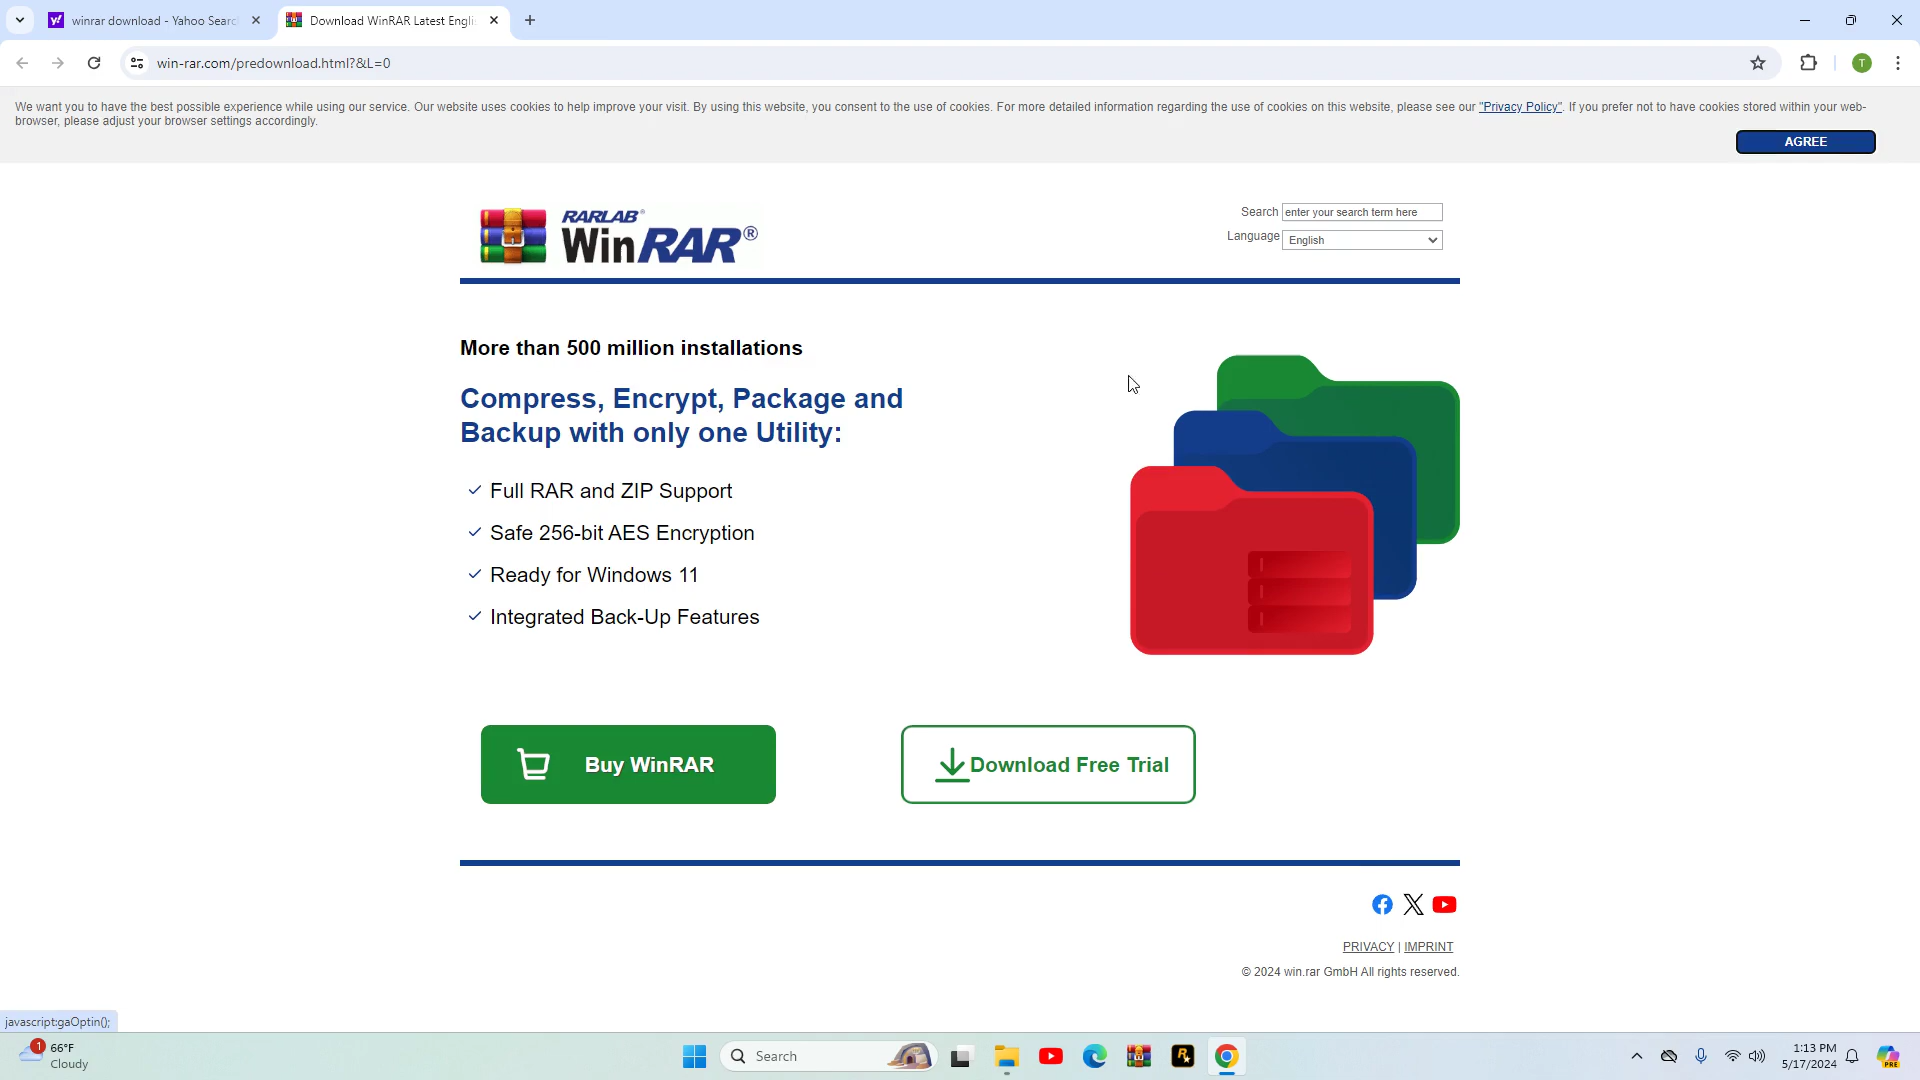 winrar download - Yahoo Searc
Download WinRAR Latest Engli
win-rar.com/predownload.html?&L=0
T
We want you to have the best possible experience while using our service. Our website uses cookies to help improve your visit. By using this website, you consent to the use of cookies. For more detailed information regarding the use of cookies on this website, please see our "Privacy Policy". If you prefer not to have cookies stored within your web-
browser, please adjust your browser settings accordingly.
AGREE
RARLAB®
WinRAR®
Search enter your search term here
Language English
More than 500 million installations
Compress, Encrypt, Package and
Backup with only one Utility:
Full RAR and ZIP Support
Safe 256-bit AES Encryption
Ready for Windows 11
Integrated Back-Up Features
Buy WinRAR
Download Free Trial
PRIVACY | IMPRINT
© 2024 win.rar GmbH All rights reserved.
javascript:gaOptin();
1
66°F
Cloudy
Search
1:13 PM
5/17/2024
PRE